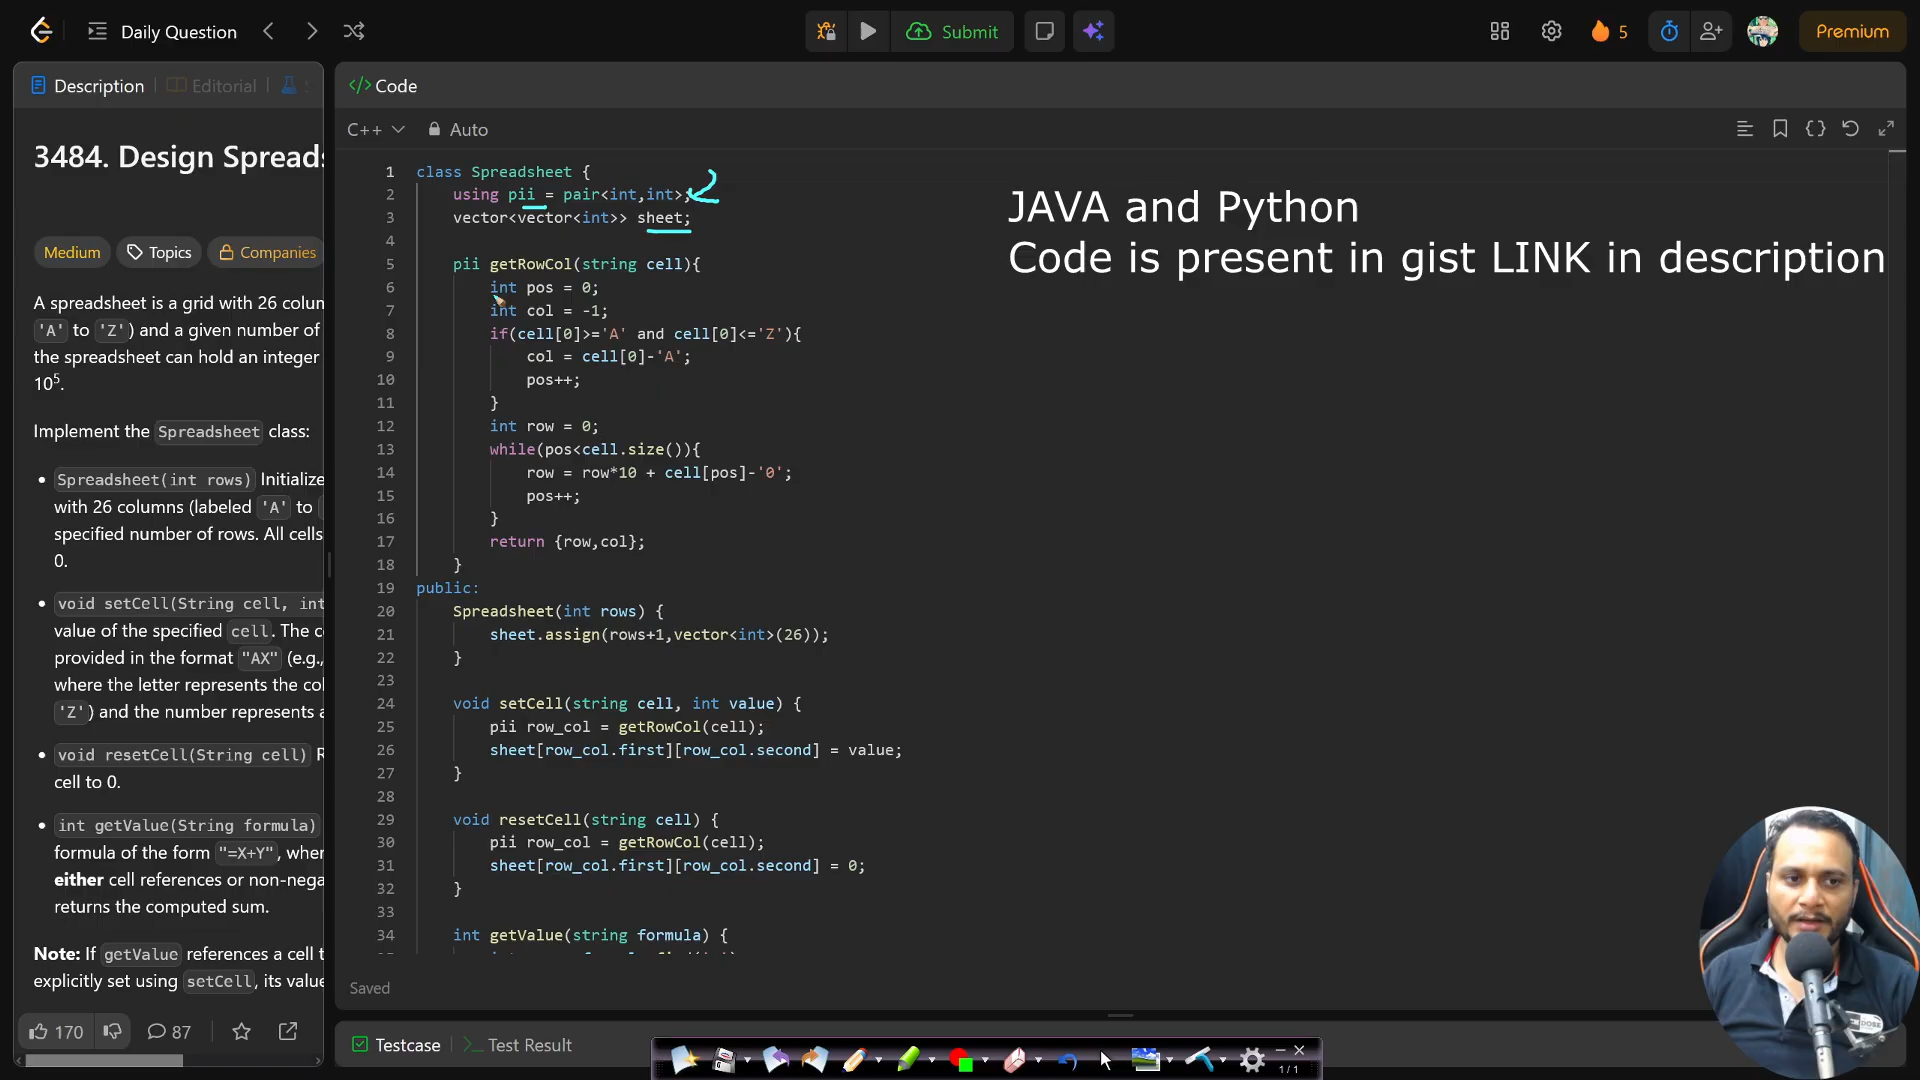 Daily Question
Submit
5
Premium
Description
Editorial
3484. Design Spreads
Medium
Topics
Companies
A spreadsheet is a grid with 26 colum
'A' to 'Z') and a given number of
the spreadsheet can hold an integer
10⁵.
Implement the Spreadsheet class:
• Spreadsheet(int rows) Initialize
with 26 columns (labeled 'A' to
specified number of rows. All cells
0.
• void setCell(String cell, int
value of the specified cell. The c
provided in the format "AX" (e.g.,
where the letter represents the col
'Z') and the number represents a
• void resetCell(String cell) R
cell to 0.
• int getValue(String formula)
formula of the form "=X+Y", wher
either cell references or non-nega
returns the computed sum.
Note: If getValue references a cell t
explicitly set using setCell, its value
170
87
</> Code
C++
Auto
1 class Spreadsheet {
2 using pii = pair<int,int>;
3 vector<vector<int>> sheet;
4
5 pii getRowCol(string cell){
6 int pos = 0;
7 int col = -1;
8 if(cell[0]>='A' and cell[0]<='Z'){
9 col = cell[0]-'A';
10 pos++;
11 }
12 int row = 0;
13 while(pos<cell.size()){
14 row = row*10 + cell[pos]-'0';
15 pos++;
16 }
17 return {row,col};
18 }
19 public:
20 Spreadsheet(int rows) {
21 sheet.assign(rows+1,vector<int>(26));
22 }
23
24 void setCell(string cell, int value) {
25 pii row_col = getRowCol(cell);
26 sheet[row_col.first][row_col.second] = value;
27 }
28
29 void resetCell(string cell) {
30 pii row_col = getRowCol(cell);
31 sheet[row_col.first][row_col.second] = 0;
32 }
33
34 int getValue(string formula) {
JAVA and Python
Code is present in gist LINK in description
Saved
Testcase
Test Result
1/1